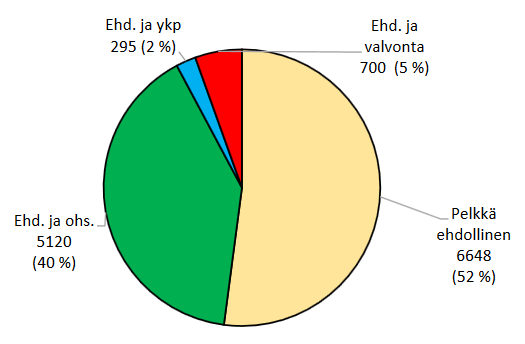 Ehd. ja ykp
295 (2 %)
Ehd. ja
valvonta
700  (5 %)
Ehd. ja ohs.
5120
(40 %)
Pelkkä
ehdollinen
6648
(52 %)